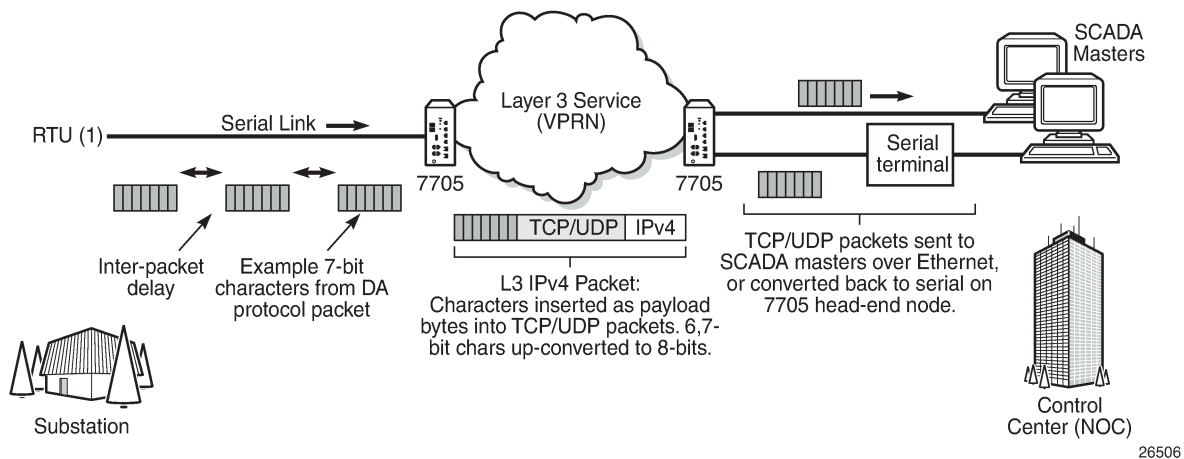 SCADA
Masters
Layer 3 Service
(VPRN)
RTU (1)
Serial Link
Serial
terminal
7705
7705
TCP/UDP
IPv4
Inter-packet
delay
Example 7-bit
characters from DA
protocol packet
L3 IPv4 Packet:
Characters inserted as payload
bytes into TCP/UDP packets. 6,7-
bit chars up-converted to 8-bits.
TCP/UDP packets sent to
SCADA masters over Ethernet,
or converted back to serial on
7705 head-end node.
Substation
Control
Center (NOC)
26506